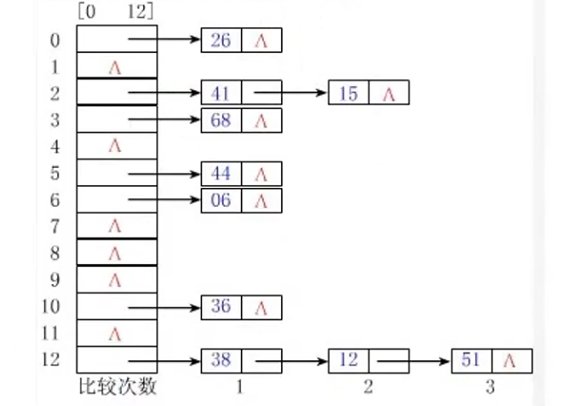 [0 12]
0 26 Λ
1 Λ
2 41 15 Λ
3 68 Λ
4 Λ
5 44 Λ
6 06 Λ
7 Λ
8 Λ
9 Λ
10 36 Λ
11 Λ
12 38 12 51 Λ
比较次数 1 2 3